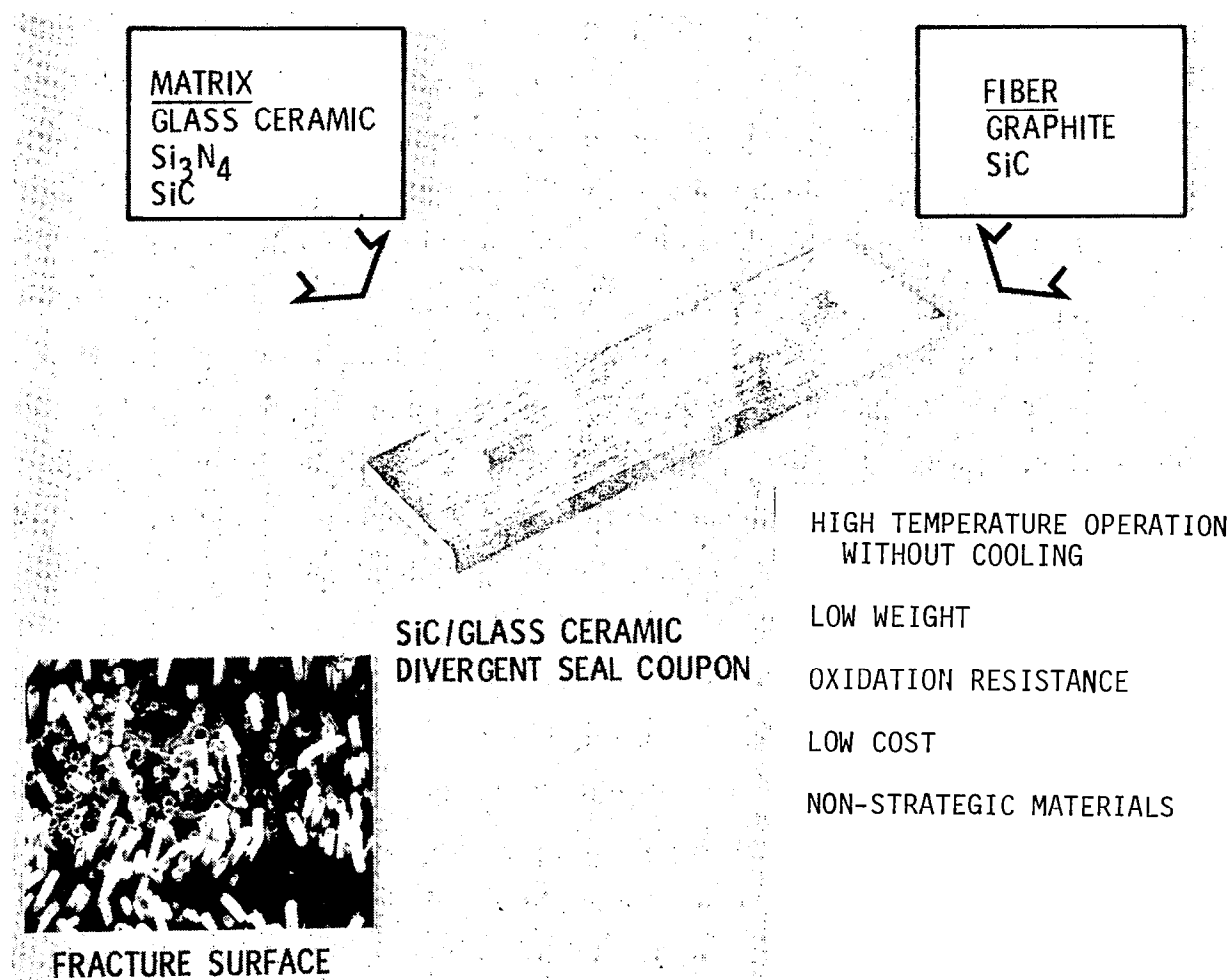 MATRIX
GLASS CERAMIC
Si3N4
SiC
FIBER
GRAPHITE
SiC
SiC/GLASS CERAMIC
DIVERGENT SEAL COUPON
HIGH TEMPERATURE OPERATION
WITHOUT COOLING
LOW WEIGHT
OXIDATION RESISTANCE
LOW COST
NON-STRATEGIC MATERIALS
FRACTURE SURFACE